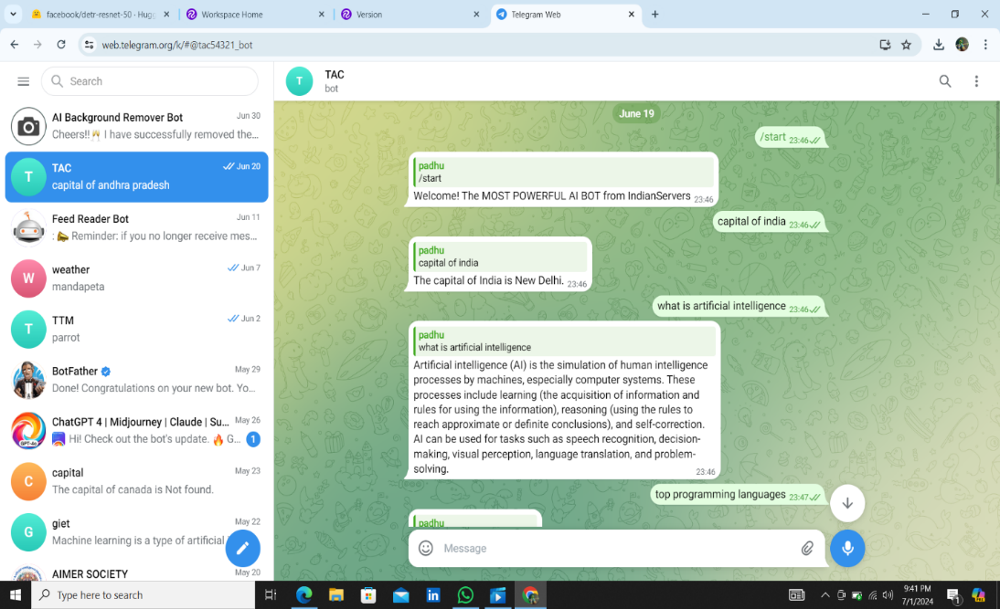 facebook/detr-resnet-50 · Hugg
Workspace Home
Version
Telegram Web
web.telegram.org/k/#@tac54321_bot
Search
AI Background Remover Bot
Jun 30
Cheers!!🥂 I have successfully removed the...
T
TAC
Jun 20
capital of andhra pradesh
Feed Reader Bot
Jun 11
: 📣 Reminder: if you no longer receive mes...
W
weather
Jun 7
mandapeta
T
TTM
Jun 2
parrot
BotFather
May 29
Done! Congratulations on your new bot. Yo...
GPT-4o
ChatGPT 4 | Midjourney | Claude | Su...
May 26
Hi! Check out the bot's update. 🔥 G...
1
C
capital
May 23
The capital of canada is Not found.
G
giet
May 22
Machine learning is a type of artificial
AIMER SOCIETY
May 20
T
TAC
bot
June 19
/start 23:46
padhu
/start
Welcome! The MOST POWERFUL AI BOT from IndianServers 23:46
capital of india 23:46
padhu
capital of india
The capital of India is New Delhi. 23:46
what is artificial intelligence 23:46
padhu
what is artificial intelligence
Artificial intelligence (AI) is the simulation of human intelligence
processes by machines, especially computer systems. These
processes include learning (the acquisition of information and
rules for using the information), reasoning (using the rules to
reach approximate or definite conclusions), and self-correction.
AI can be used for tasks such as speech recognition, decision-
making, visual perception, language translation, and problem-
solving. 23:46
top programming languages 23:47
padhu
Message
Type here to search
9:41 PM
7/1/2024
1